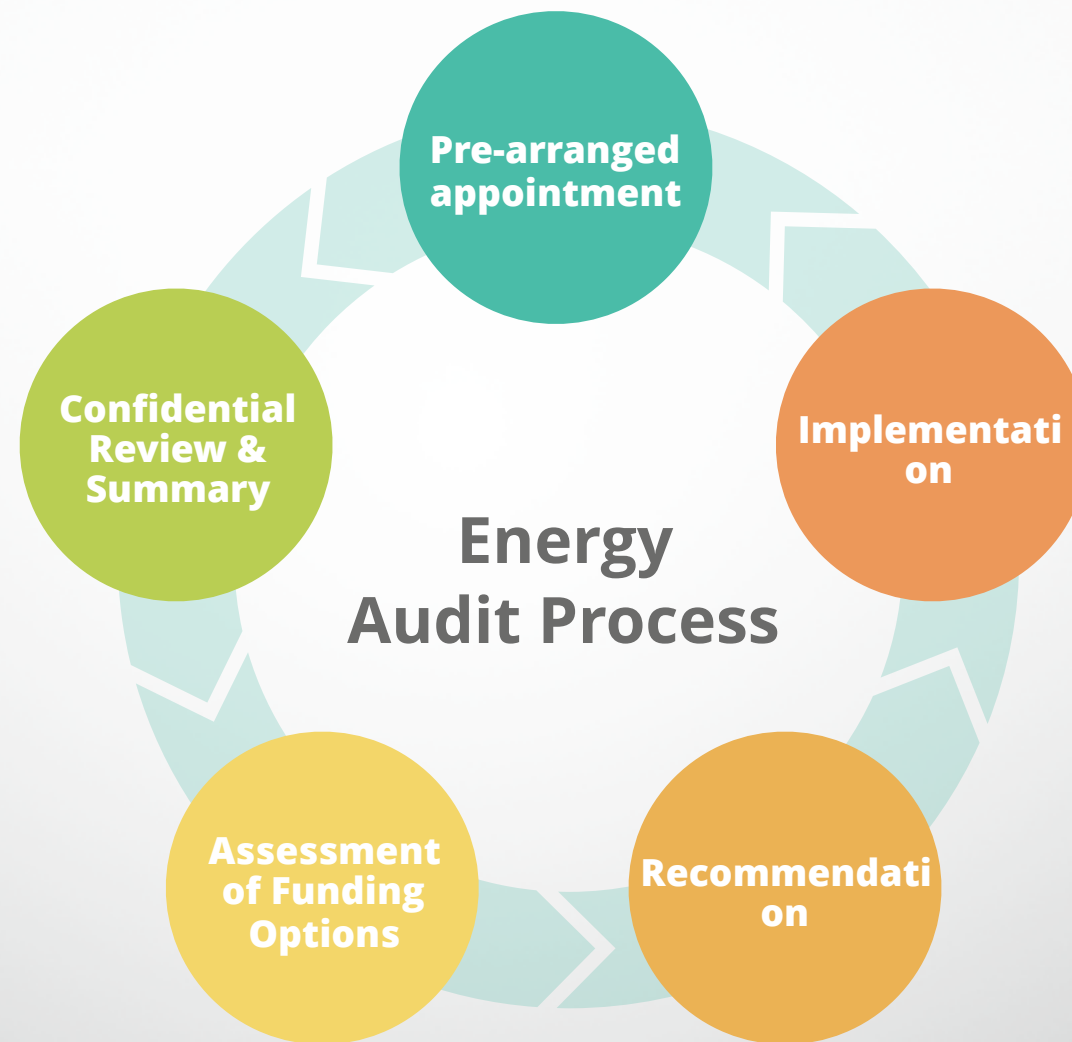 Pre-arranged
appointment
Confidential
Review &
Summary
Implementati
on
Energy
Audit Process
Assessment
of Funding
Options
Recommendati
on